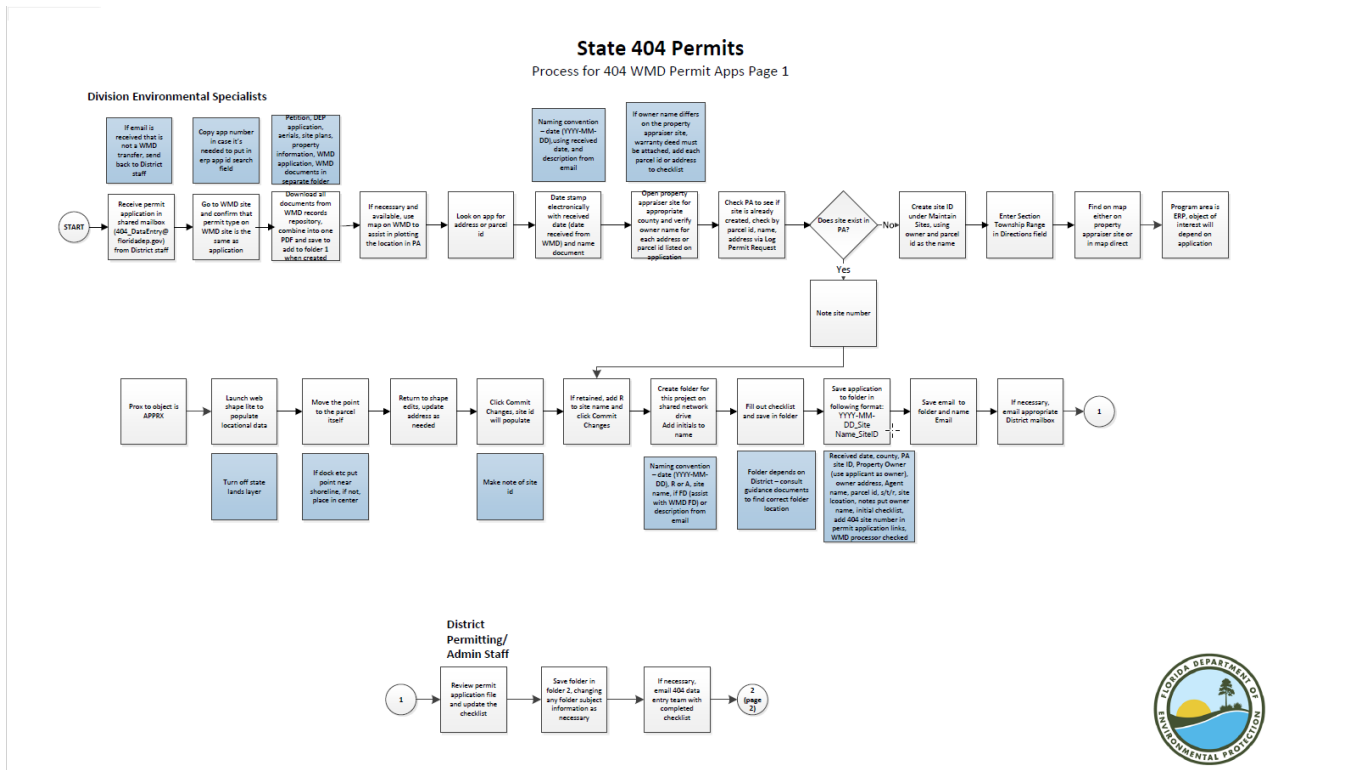 State 404 Permits
Process for 404 WMD Permit Apps Page 1
Division Environmental Specialists
If email is
received that is
not a WMD
transfer, send
back to District
staff
Copy app number
in case it's
needed to put in
erp app id search
field
Petition, DEP
application,
aerials, site plans,
property
information, WMD
application, WMD
documents in
separate folder
Naming convention
– date (YYYY-MM-
DD),using received
date, and
description from
email
If owner name differs
on the property
appraiser site,
warranty deed must
be attached, add each
parcel id or address
to checklist
START
Receive permit
application in
shared mailbox
(404_DataEntry@
floridadep.gov)
from District staff
Go to WMD site
and confirm that
permit type on
WMD site is the
same as
application
Download all
documents from
WMD records
repository,
combine into one
PDF and save to
add to folder 1
when created
If necessary and
available, use
map on WMD to
assist in plotting
the location in PA
Look on app for
address or parcel
id
Date stamp
electronically
with received
date (date
received from
WMD) and name
document
Open property
appraiser site for
appropriate
county and verify
owner name for
each address or
parcel id listed on
application
Check PA to see if
site is already
created, check by
parcel id, name,
address via Log
Permit Request
Does site exist in
PA?
No
Create site ID
under Maintain
Sites, using
owner and parcel
id as the name
Enter Section
Township Range
in Directions field
Find on map
either on
property
appraiser site or
in map direct
Program area is
ERP, object of
interest will
depend on
application
Yes
Note site number
Prox to object is
APPRX
Launch web
shape lite to
populate
locational data
Move the point
to the parcel
itself
Return to shape
edits, update
address as
needed
Click Commit
Changes, site id
will populate
If retained, add R
to site name and
click Commit
Changes
Create folder for
this project on
shared network
drive
Add initials to
name
Fill out checklist
and save in folder
Save application
to folder in
following format:
YYYY-MM-
DD_Site
Name_SiteID
Save email to
folder and name
Email
If necessary,
email appropriate
District mailbox
1
Turn off state
lands layer
If dock etc put
point near
shoreline, if not,
place in center
Make note of site
id
Naming convention
– date (YYYY-MM-
DD), R or A, site
name, if FD (assist
with WMD FD) or
description from
email
Folder depends on
District – consult
guidance documents
to find correct folder
location
Received date, county, PA
site ID, Property Owner
(use applicant as owner),
owner address, Agent
name, parcel id, s/t/r, site
lcoation, notes put owner
name, initial checklist,
add 404 site number in
permit application links,
WMD processor checked
District
Permitting/
Admin Staff
1
Review permit
application file
and update the
checklist
Save folder in
folder 2, changing
any folder subject
information as
necessary
If necessary,
email 404 data
entry team with
completed
checklist
2
(page
2)
FLORIDA DEPARTMENT OF
ENVIRONMENTAL PROTECTION